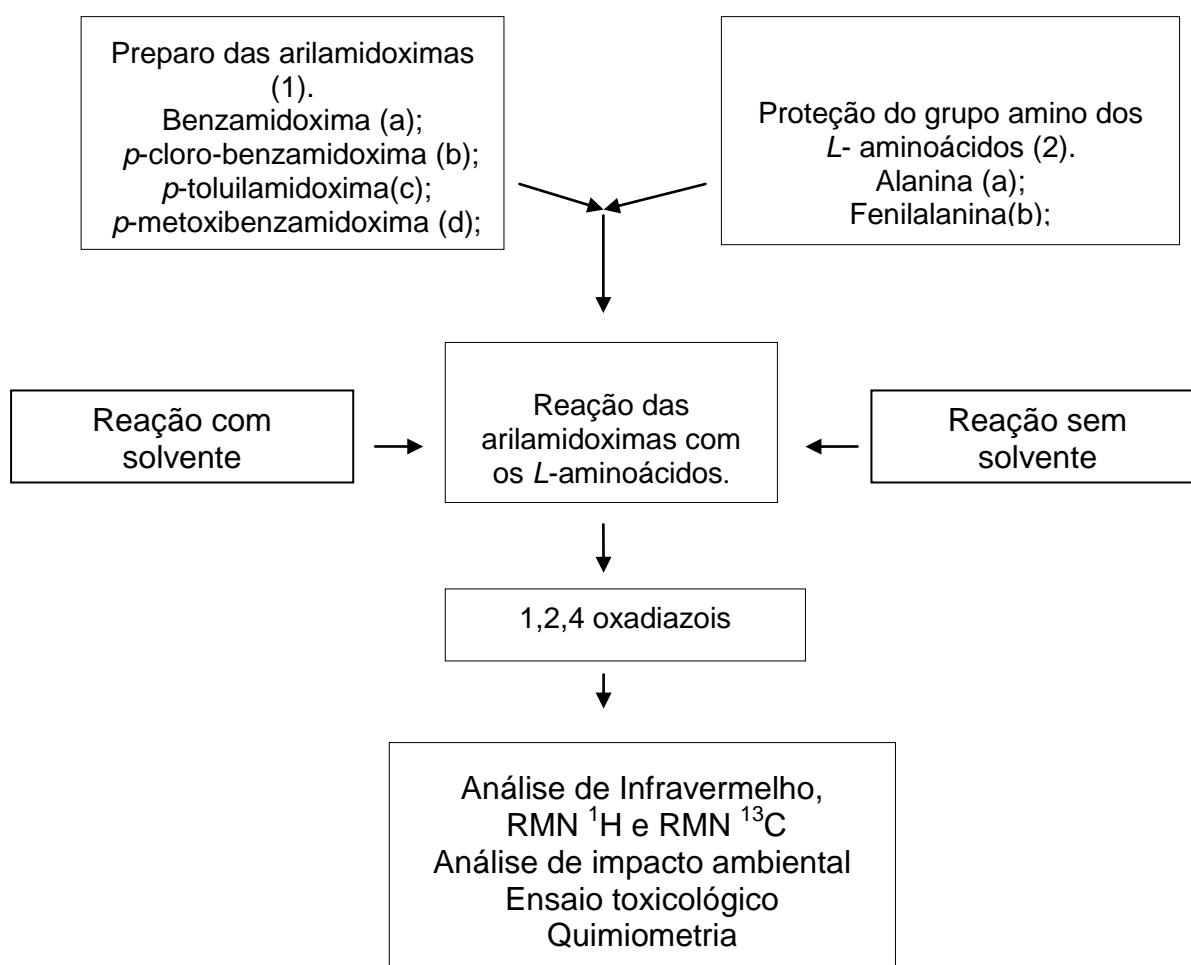 Preparo das arilamidoximas
(1).
Benzamidoxima (a);
p-cloro-benzamidoxima (b);
p-toluilamidoxima(c);
p-metoxibenzamidoxima (d);
Proteção do grupo amino dos
L- aminoácidos (2).
Alanina (a);
Fenilalanina(b);
Reação com
solvente
Reação das
arilamidoximas com
os L-aminoácidos.
Reação sem
solvente
1,2,4 oxadiazois
Análise de Infravermelho,
RMN ¹H e RMN ¹³C
Análise de impacto ambiental
Ensaio toxicológico
Quimiometria